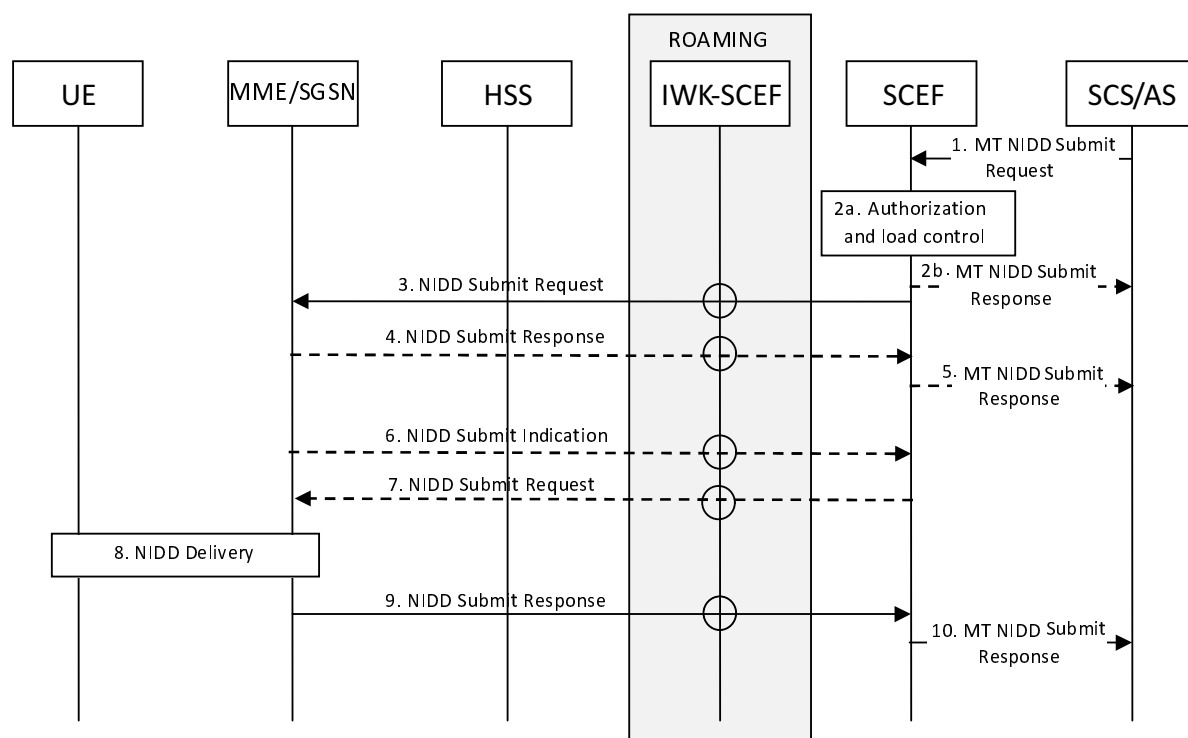 ROAMING
UE
MME/SGSN
HSS
IWK-SCEF
SCEF
SCS/AS
1. MT NIDD Submit
Request
2a. Authorization
and load control
2b. MT NIDD Submit
Response
3. NIDD Submit Request
4. NIDD Submit Response
5. MT NIDD Submit
Response
6. NIDD Submit Indication
7. NIDD Submit Request
8. NIDD Delivery
9. NIDD Submit Response
10. MT NIDD Submit
Response